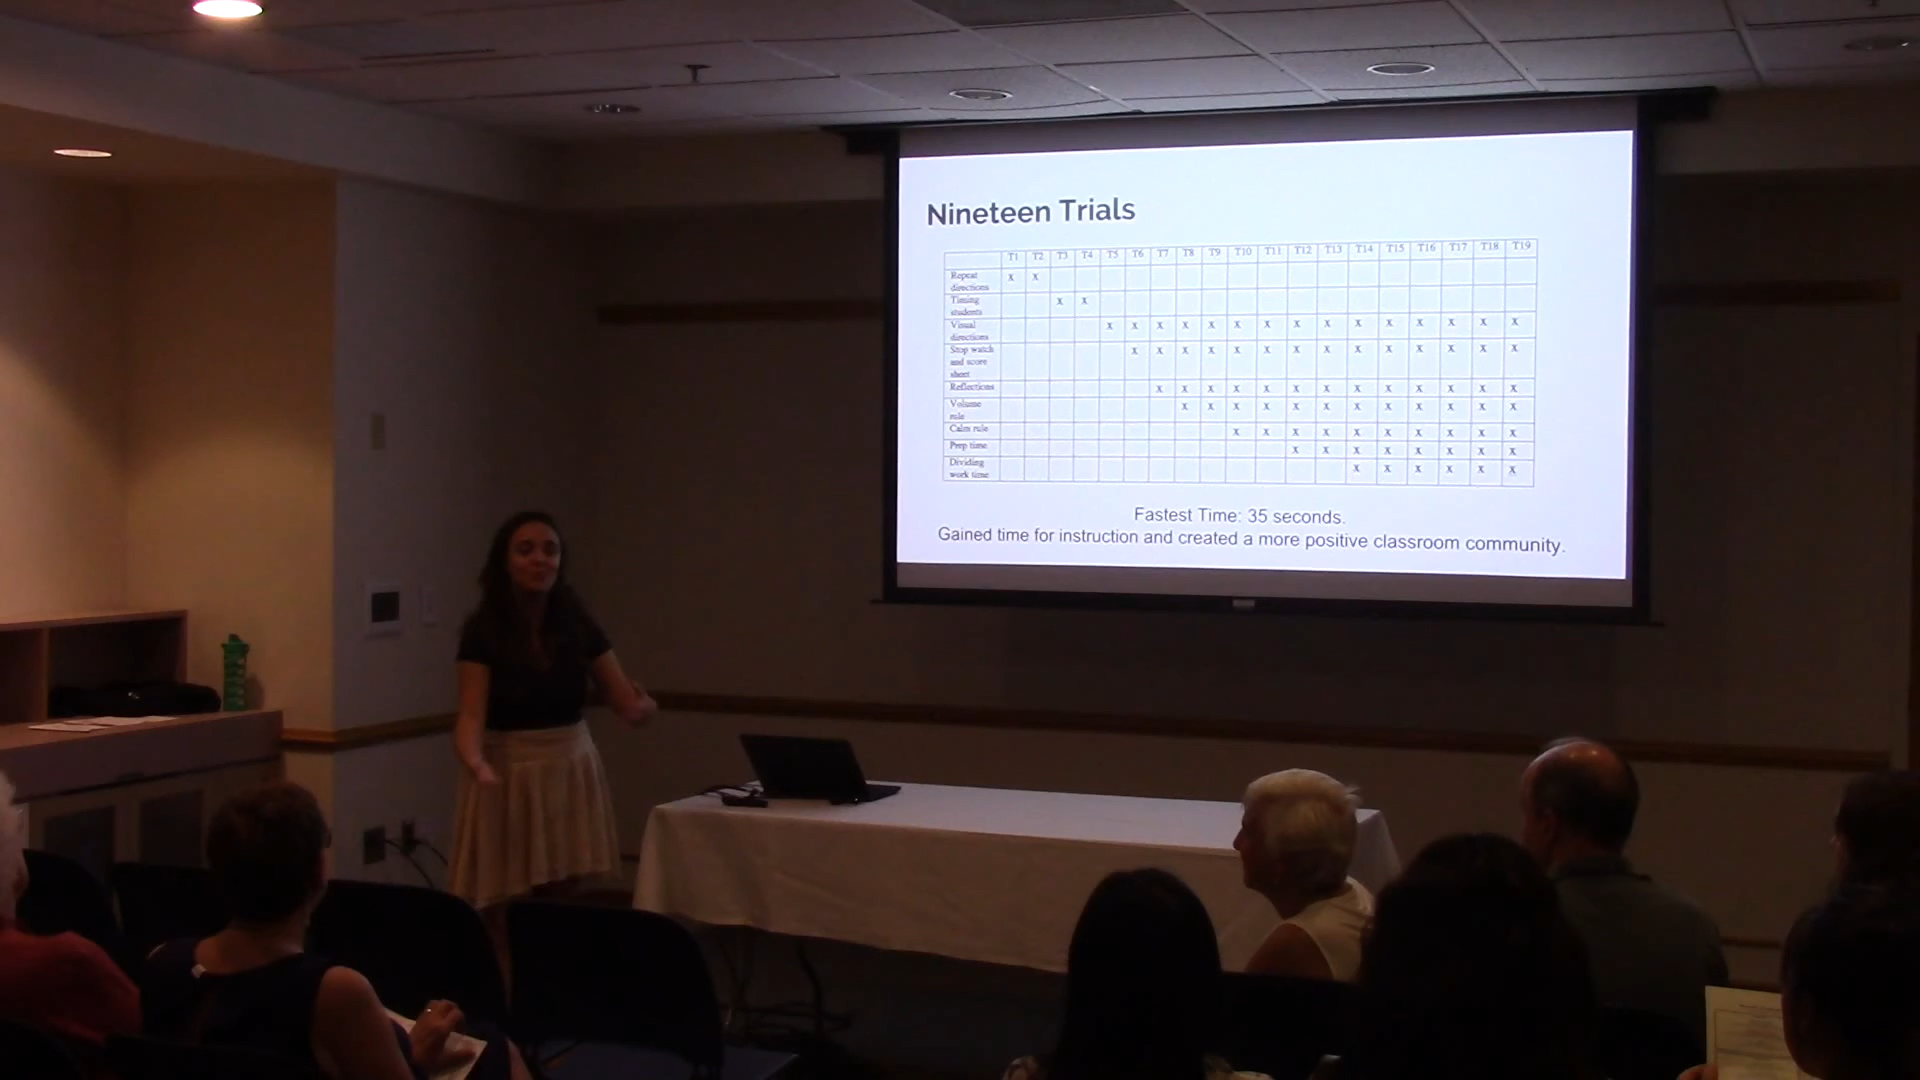 Nineteen Trials
T1 T2 T3 T4 T5 T6 T7 T8 T9 T10 T11 T12 T13 T14 T15 T16 T17 T18 T19
Repeat directions x x
Timing students x x
Visual directions x x x x x x x x x x x x x x x
Stop watch and score sheet x x x x x x x x x x x x x x
Reflections x x x x x x x x x x x x x
Volume rule x x x x x x x x x x x x
Calm rule x x x x x x x x x x
Prep time x x x x x x x x
Dividing work time x x x x x x
Fastest Time: 35 seconds.
Gained time for instruction and created a more positive classroom community.